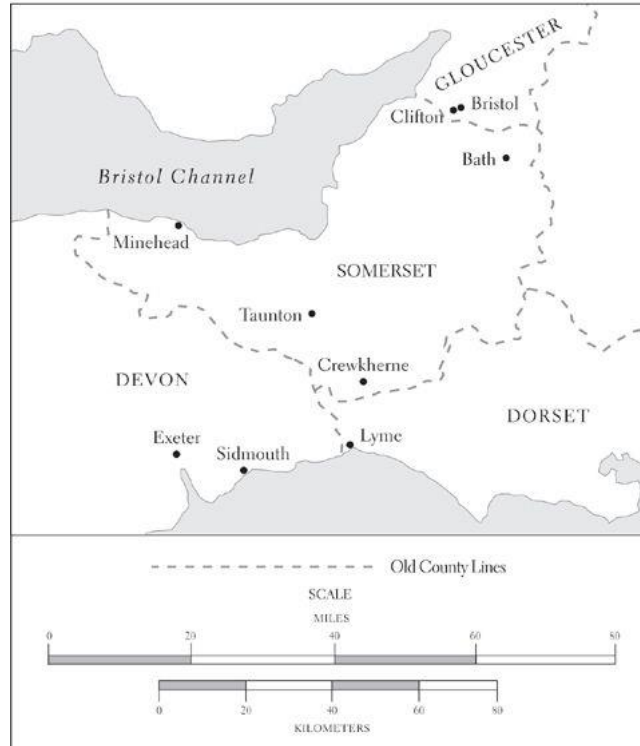 GLOUCESTER
Clifton
Bristol
Bath
Bristol Channel
Minehead
SOMERSET
Taunton
Crewkherne
DEVON
DORSET
Exeter
Sidmouth
Lyme
Old County Lines
SCALE
MILES
0 20 40 60 80
0 20 40 60 80
KILOMETERS